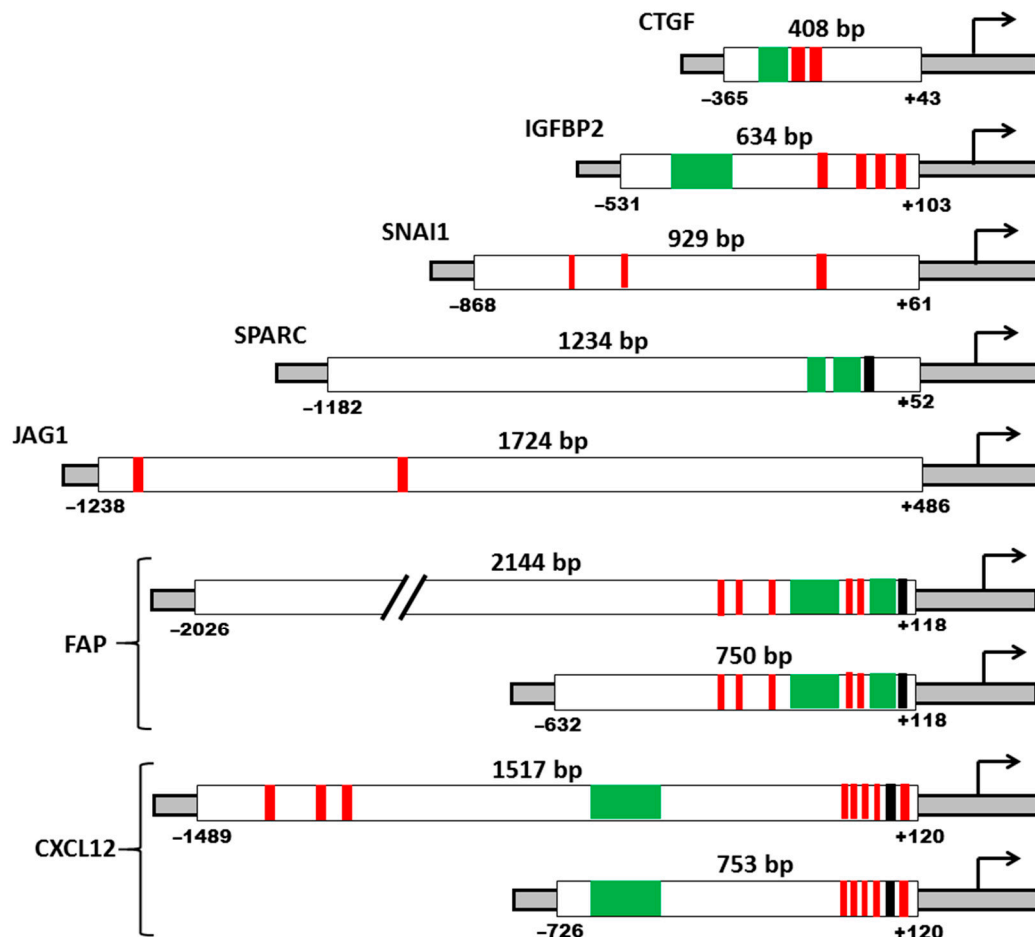 CTGF
408 bp
−365
+43
IGFBP2
634 bp
−531
+103
SNAI1
929 bp
−868
+61
SPARC
1234 bp
−1182
+52
JAG1
1724 bp
−1238
+486
FAP
2144 bp
−2026
+118
750 bp
−632
+118
CXCL12
1517 bp
−1489
+120
753 bp
−726
+120